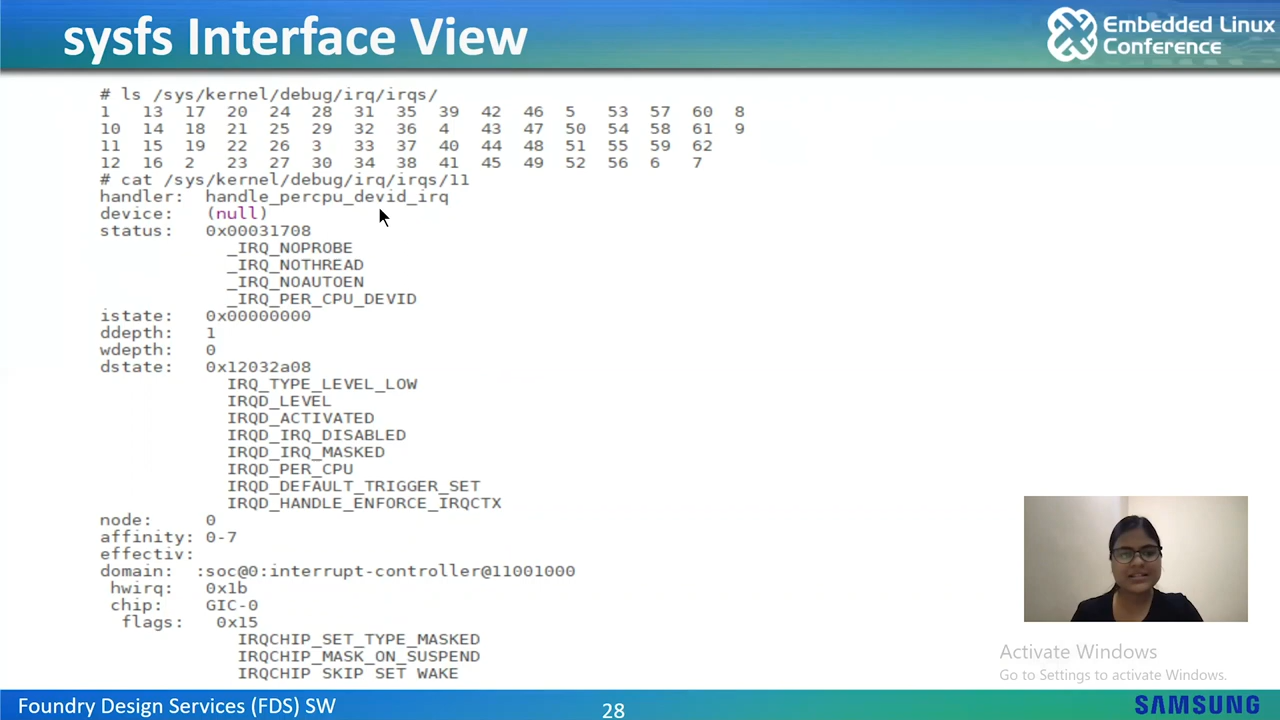 sysfs Interface View
Embedded Linux
Conference
# ls /sys/kernel/debug/irq/irqs/
1 13 17 20 24 28 31 35 39 42 46 5 53 57 60 8
10 14 18 21 25 29 32 36 4 43 47 50 54 58 61 9
11 15 19 22 26 3 33 37 40 44 48 51 55 59 62
12 16 2 23 27 30 34 38 41 45 49 52 56 6 7
# cat /sys/kernel/debug/irq/irqs/11
handler: handle_percpu_devid_irq
device: (null)
status: 0x00031708
_IRQ_NOPROBE
_IRQ_NOTHREAD
_IRQ_NOAUTOEN
_IRQ_PER_CPU_DEVID
istate: 0x00000000
ddepth: 1
wdepth: 0
dstate: 0x12032a08
IRQ_TYPE_LEVEL_LOW
IRQD_LEVEL
IRQD_ACTIVATED
IRQD_IRQ_DISABLED
IRQD_IRQ_MASKED
IRQD_PER_CPU
IRQD_DEFAULT_TRIGGER_SET
IRQD_HANDLE_ENFORCE_IRQCTX
node: 0
affinity: 0-7
effectiv:
domain: :soc@0:interrupt-controller@11001000
hwirq: 0x1b
chip: GIC-0
flags: 0x15
IRQCHIP_SET_TYPE_MASKED
IRQCHIP_MASK_ON_SUSPEND
IRQCHIP_SKIP_SET_WAKE
Activate Windows
Go to Settings to activate Windows.
Foundry Design Services (FDS) SW
28
SAMSUNG